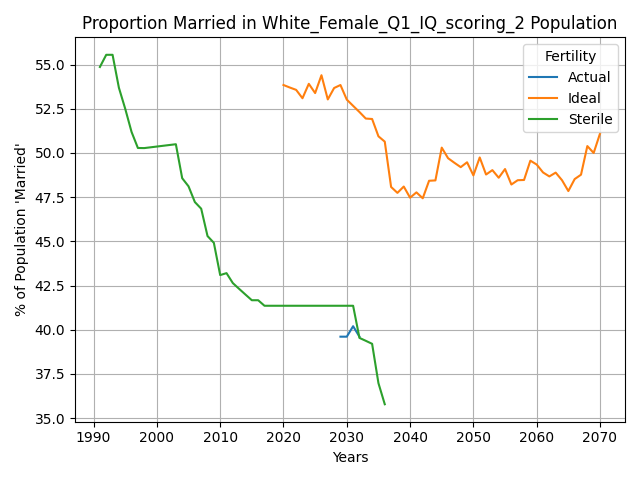 Proportion Married in White_Female_Q1_IQ_scoring_2 Population
Fertility
Actual
Ideal
Sterile
% of Population 'Married'
55.0
52.5
50.0
47.5
45.0
42.5
40.0
37.5
35.0
1990 2000 2010 2020 2030 2040 2050 2060 2070
Years